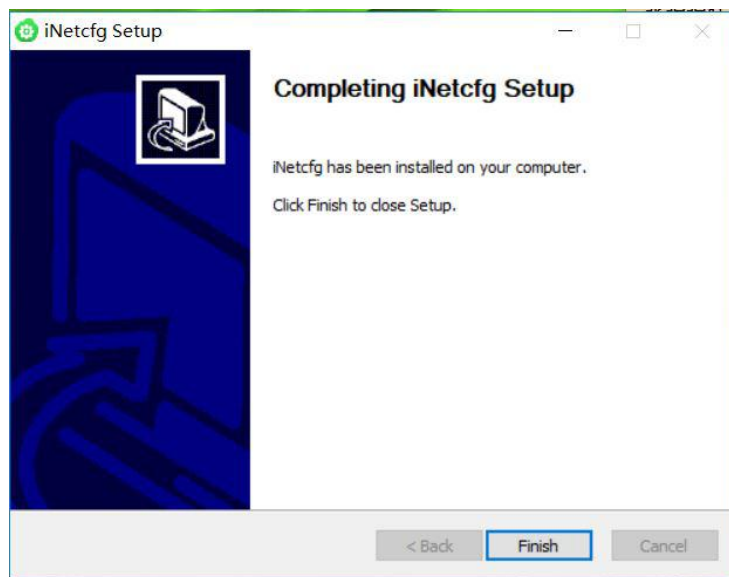 iNetcfg Setup
Completing iNetcfg Setup
iNetcfg has been installed on your computer.
Click Finish to close Setup.
< Back
Finish
Cancel